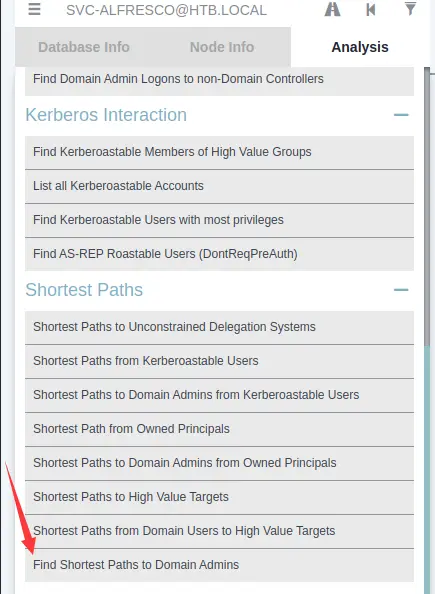 SVC-ALFRESCO@HTB.LOCAL
Database Info Node Info Analysis
Find Domain Admin Logons to non-Domain Controllers
Kerberos Interaction
Find Kerberoastable Members of High Value Groups
List all Kerberoastable Accounts
Find Kerberoastable Users with most privileges
Find AS-REP Roastable Users (DontReqPreAuth)
Shortest Paths
Shortest Paths to Unconstrained Delegation Systems
Shortest Paths from Kerberoastable Users
Shortest Paths to Domain Admins from Kerberoastable Users
Shortest Path from Owned Principals
Shortest Paths to Domain Admins from Owned Principals
Shortest Paths to High Value Targets
Shortest Paths from Domain Users to High Value Targets
Find Shortest Paths to Domain Admins